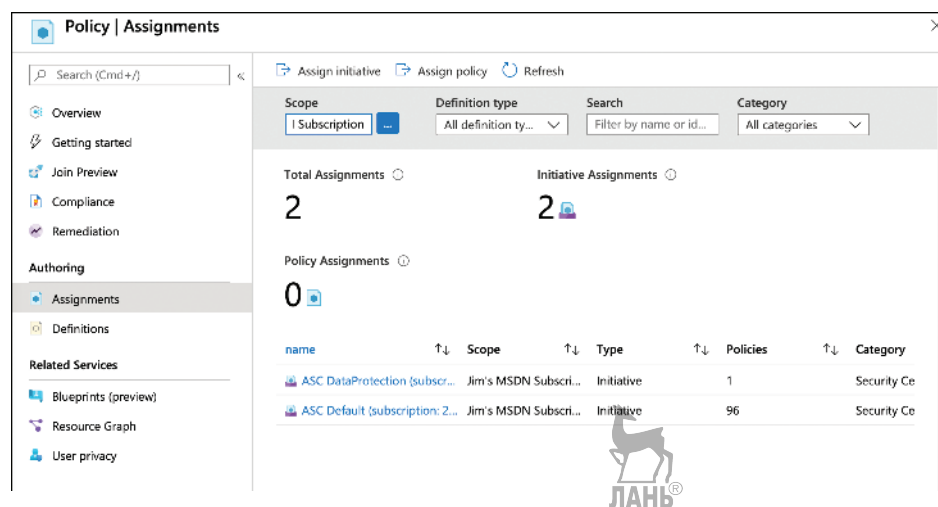 Policy | Assignments
Search (Cmd+/)
Overview
Getting started
Join Preview
Compliance
Remediation
Authoring
Assignments
Definitions
Related Services
Blueprints (preview)
Resource Graph
User privacy
Assign initiative Assign policy Refresh
Scope Definition type Search Category
l Subscription ... All definition ty... Filter by name or id... All categories
Total Assignments Initiative Assignments
2 2
Policy Assignments
0
name Scope Type Policies Category
ASC DataProtection (subscr... Jim's MSDN Subscri... Initiative 1 Security Ce
ASC Default (subscription: 2... Jim's MSDN Subscri... Initiative 96 Security Ce
ЛАНЬ®